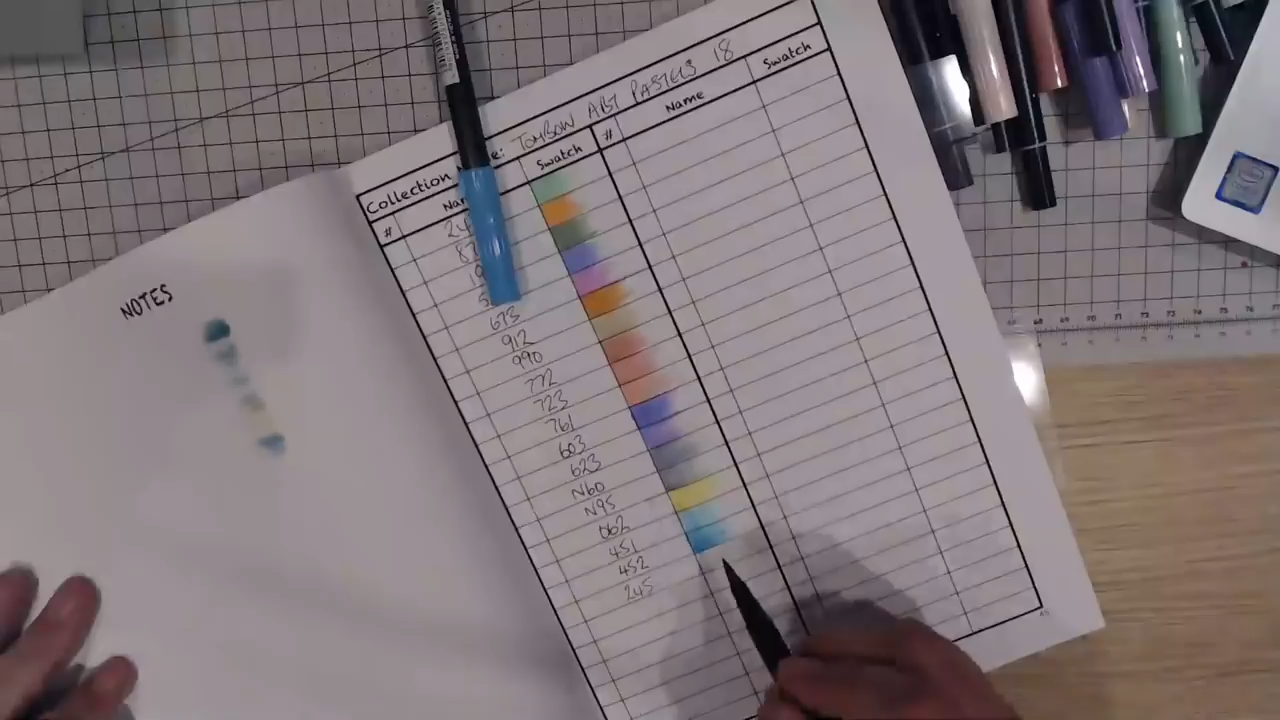 NOTES
Collection
TOMBOW ABT PASTELS 18
#
Swatch
#
Name
Swatch
673
912
990
772
723
761
603
623
N60
N95
062
451
452
245
intel